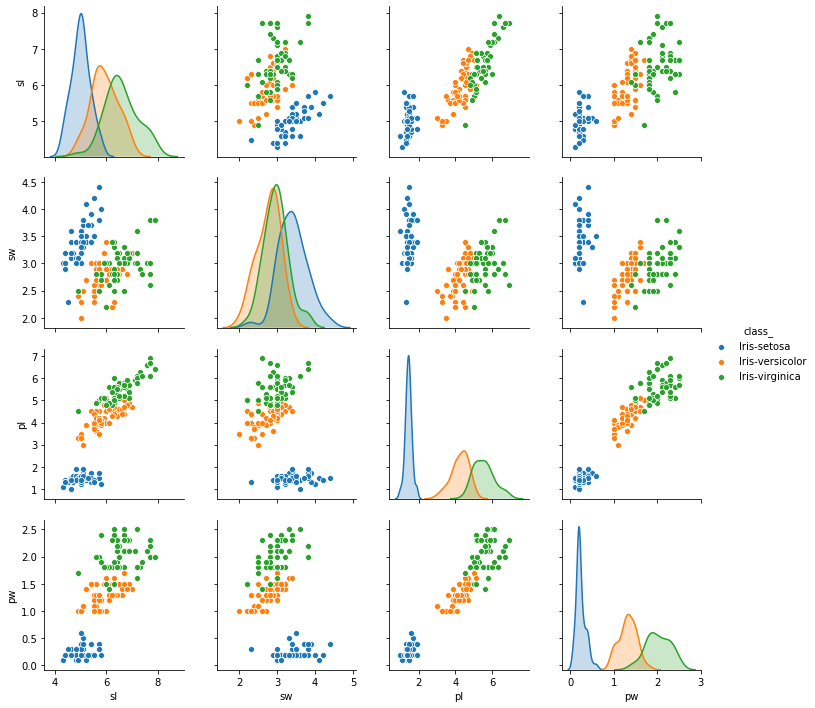 8
7
6
5
sl
4.5
4.0
3.5
3.0
2.5
2.0
sw
class_
Iris-setosa
Iris-versicolor
Iris-virginica
7
6
5
4
3
2
1
pl
2.5
2.0
1.5
1.0
0.5
0.0
pw
4 6 8
sl
2 3 4 5
sw
2 4 6 8
pl
0 1 2 3
pw